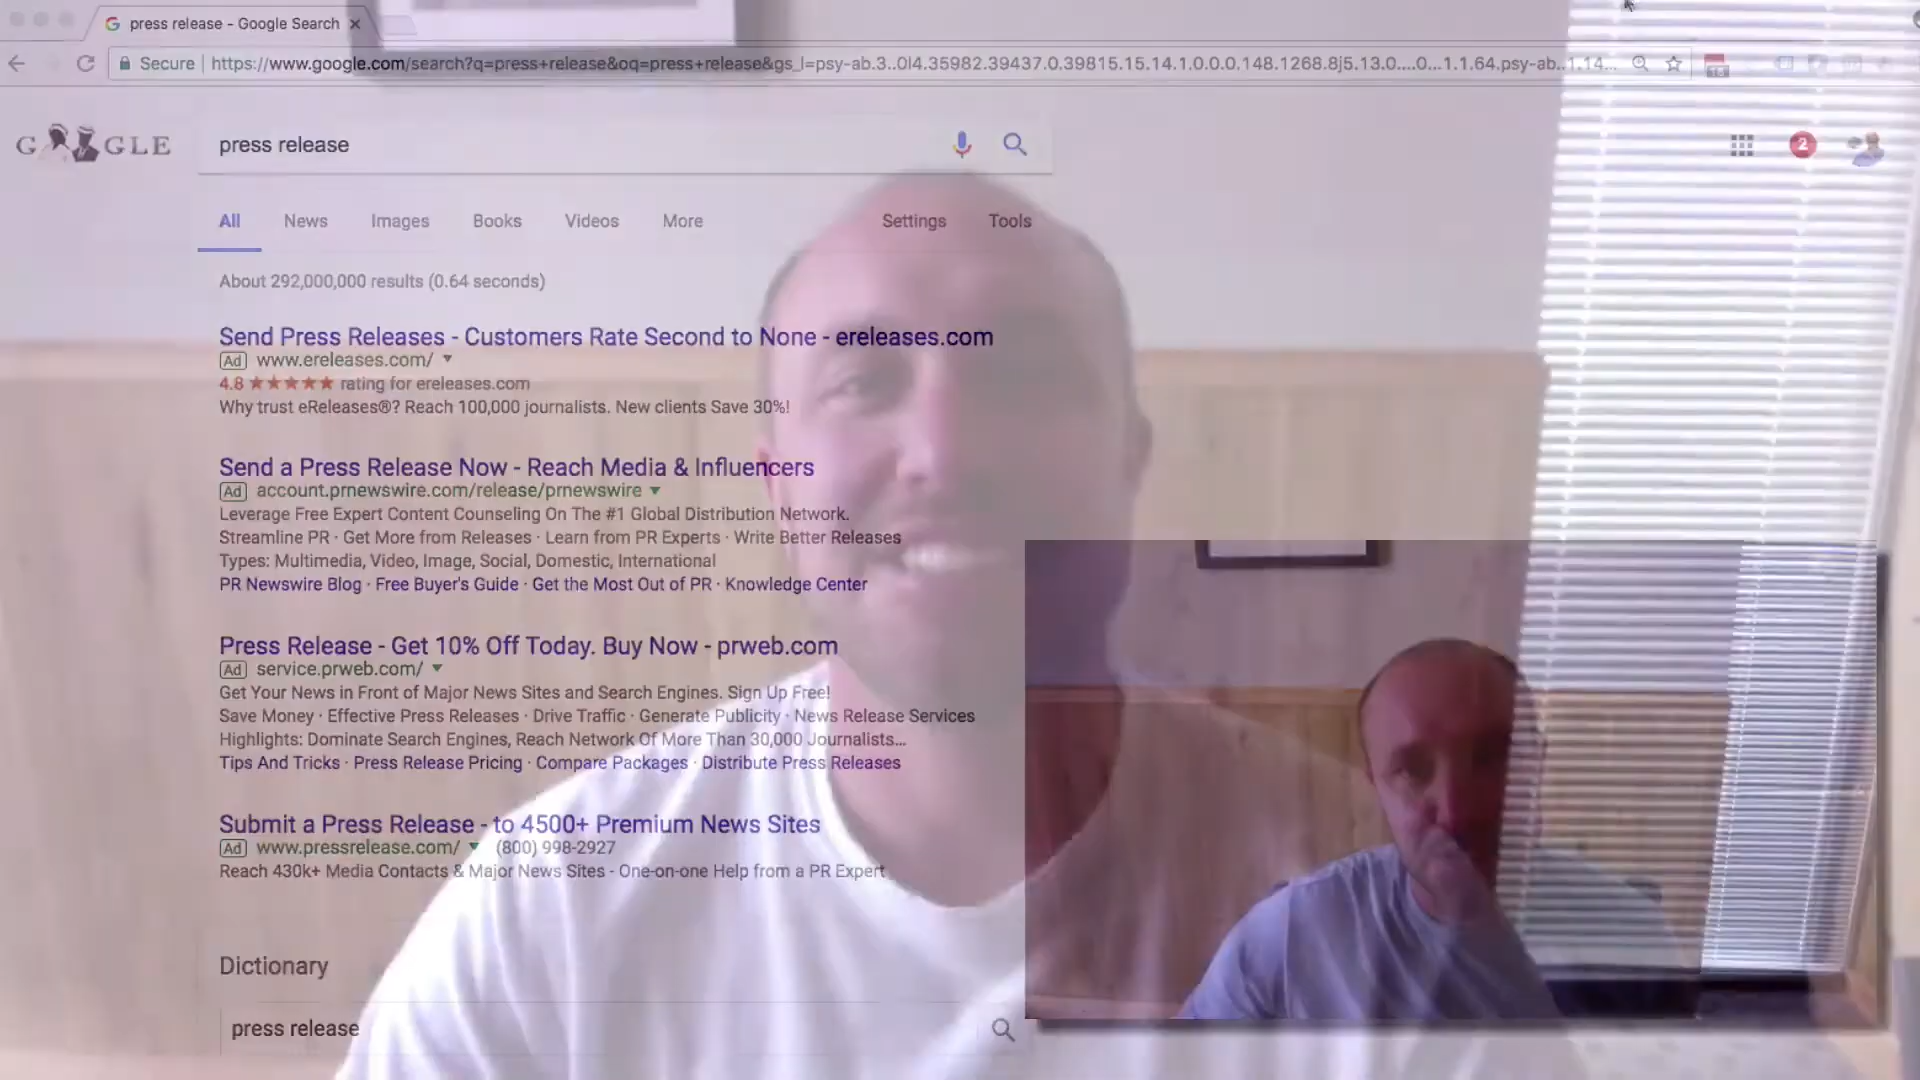 press release - Google Search
Secure | https://www.google.com/search?q=press+release&oq=press+release&gs_l=psy-ab.3..0l4.35982.39437.0.39815.15.14.1.0.0.0.148.1268.8j5.13.0....0...1.1.64.psy-ab..1.14...
GOOGLE
press release
2
All News Images Books Videos More Settings Tools
About 292,000,000 results (0.64 seconds)
Send Press Releases - Customers Rate Second to None - ereleases.com
Ad www.ereleases.com/
4.8 ★★★★★ rating for ereleases.com
Why trust eReleases®? Reach 100,000 journalists. New clients Save 30%!
Send a Press Release Now - Reach Media & Influencers
Ad account.prnewswire.com/release/prnewswire
Leverage Free Expert Content Counseling On The #1 Global Distribution Network.
Streamline PR · Get More from Releases · Learn from PR Experts · Write Better Releases
Types: Multimedia, Video, Image, Social, Domestic, International
PR Newswire Blog · Free Buyer's Guide · Get the Most Out of PR · Knowledge Center
Press Release - Get 10% Off Today. Buy Now - prweb.com
Ad service.prweb.com/
Get Your News in Front of Major News Sites and Search Engines. Sign Up Free!
Save Money · Effective Press Releases · Drive Traffic · Generate Publicity · News Release Services
Highlights: Dominate Search Engines, Reach Network Of More Than 30,000 Journalists...
Tips And Tricks · Press Release Pricing · Compare Packages · Distribute Press Releases
Submit a Press Release - to 4500+ Premium News Sites
Ad www.pressrelease.com/ (800) 998-2927
Reach 430k+ Media Contacts & Major News Sites - One-on-one Help from a PR Expert
Dictionary
press release